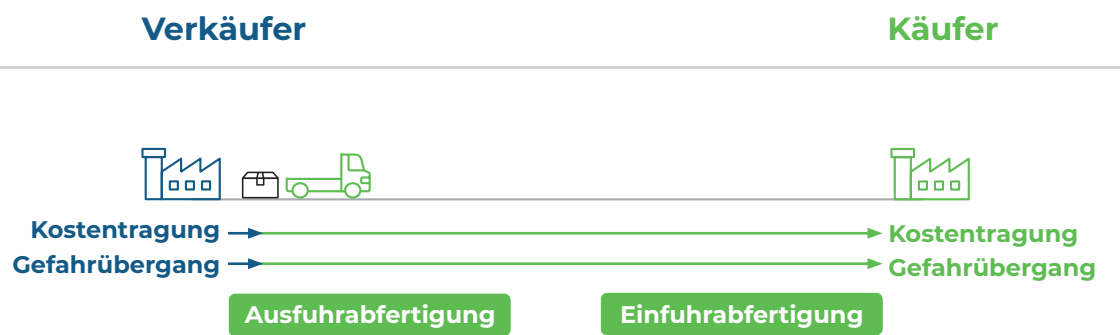 Verkäufer
Käufer
Kostentragung
Kostentragung
Gefahrübergang
Gefahrübergang
Ausfuhrabfertigung
Einfuhrabfertigung